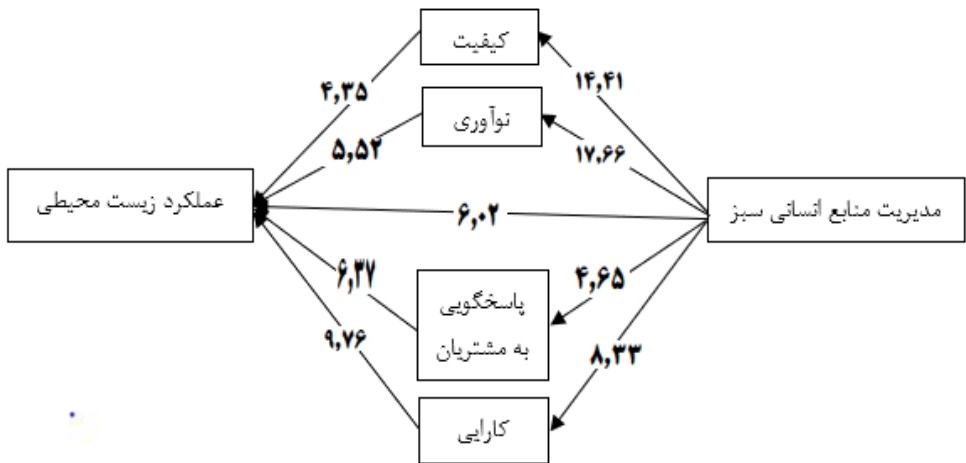 کیفیت
۴,۳۵
۱۴,۴۱
نوآوری
۵,۵۲
۱۷,۶۶
مدیریت منابع انسانی سبز
عملکرد زیست محیطی
۶,۰۲
پاسخگویی
به مشتریان
۶,۳۷
۴,۶۵
۹,۷۶
۸,۳۳
کارایی